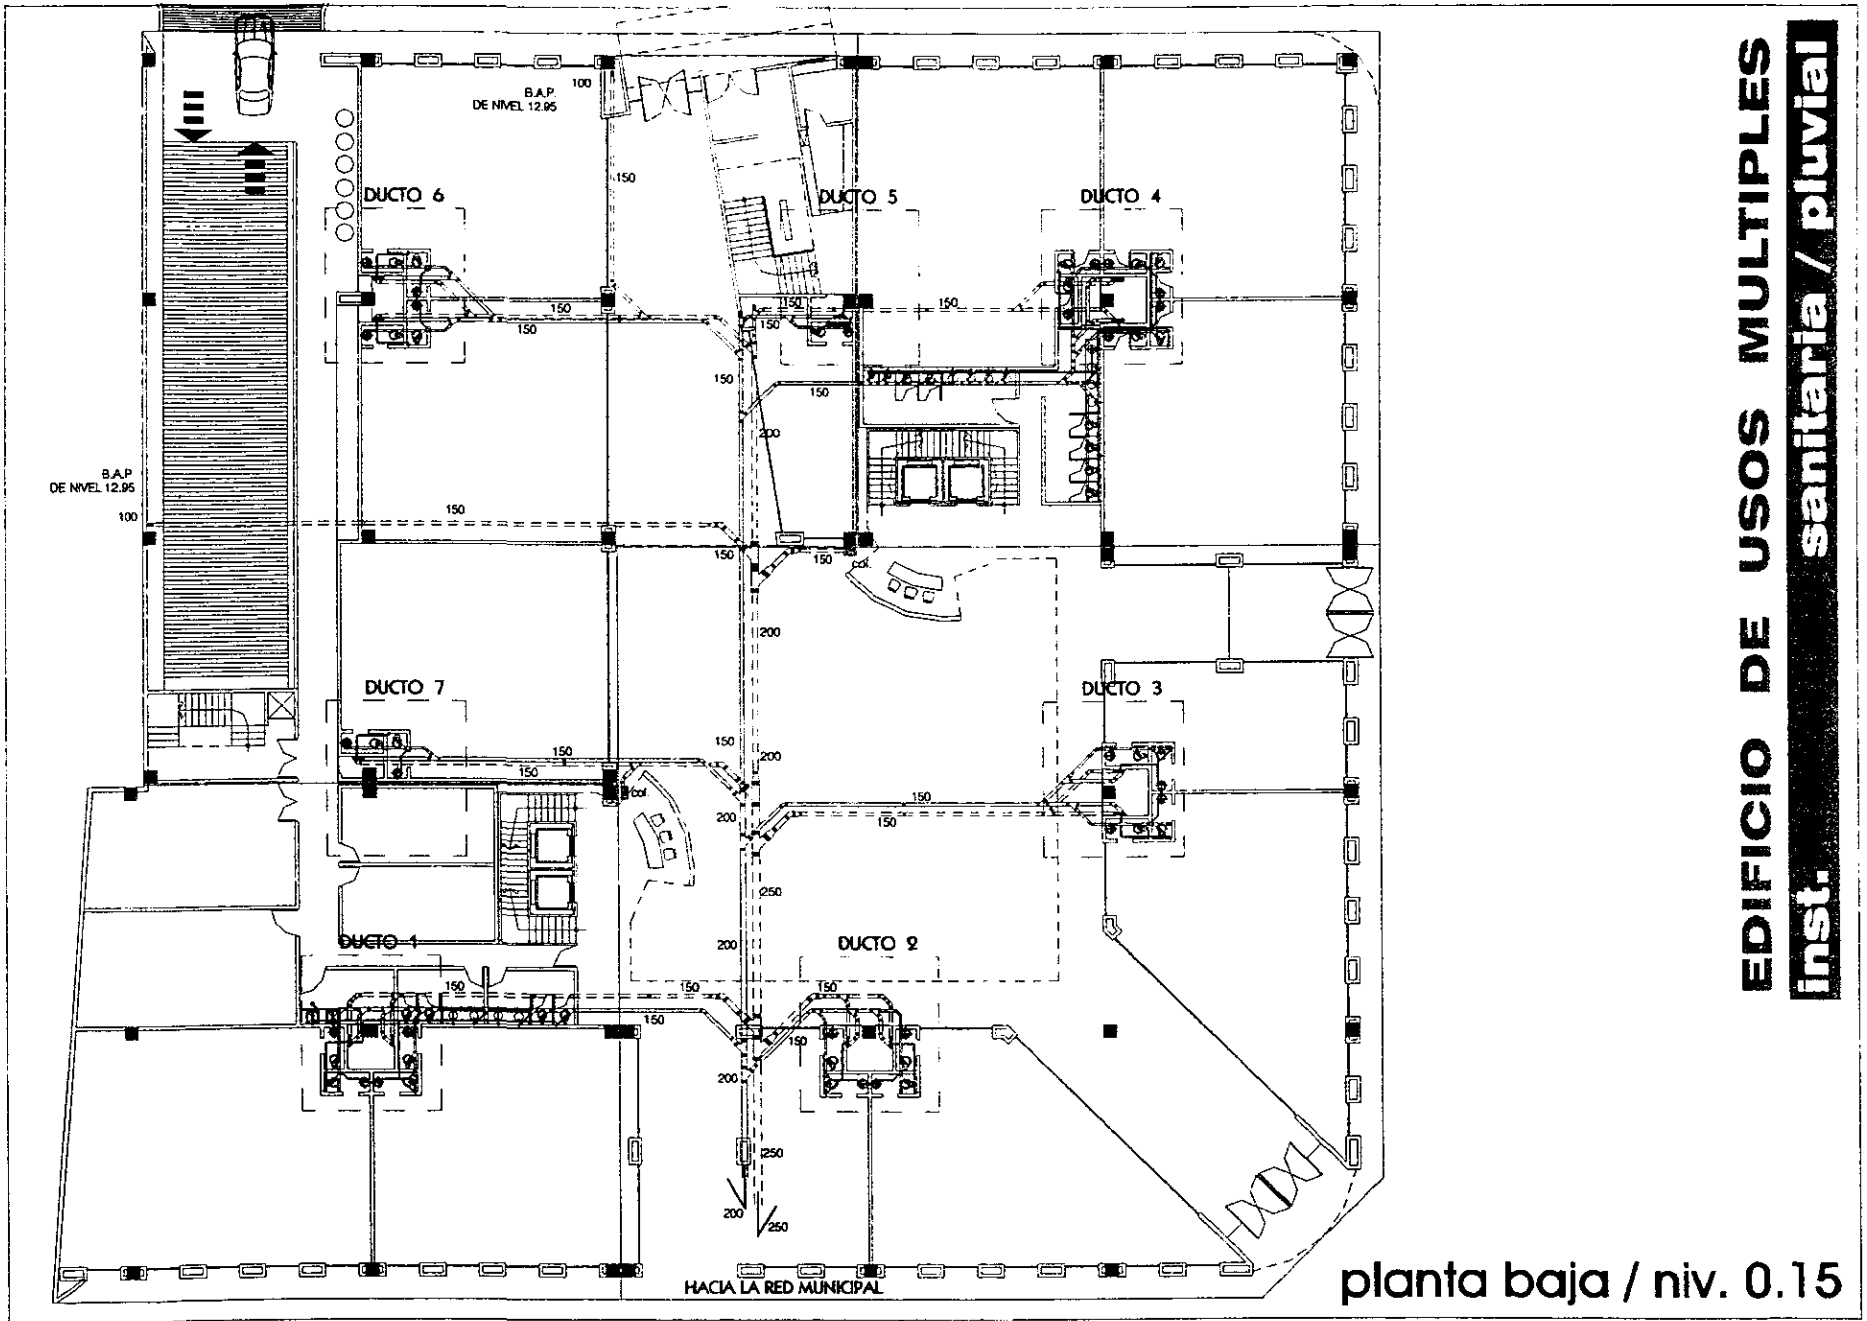 100
B.A.P.
DE NIVEL 12.95
150
DUCTO 6
DUCTO 5
DUCTO 4
150
150
150
150
150
150
150
200
B.A.P
DE NIVEL 12.95
100
150
150
150
col.
200
DUCTO 7
DUCTO 3
150
150
150
200
col.
200
150
150
250
200
DUCTO 1
DUCTO 2
150
150
150
150
150
200
250
200
250
HACIA LA RED MUNICIPAL
EDIFICIO DE USOS MULTIPLES
inst. sanitaria / pluvial
planta baja / niv. 0.15